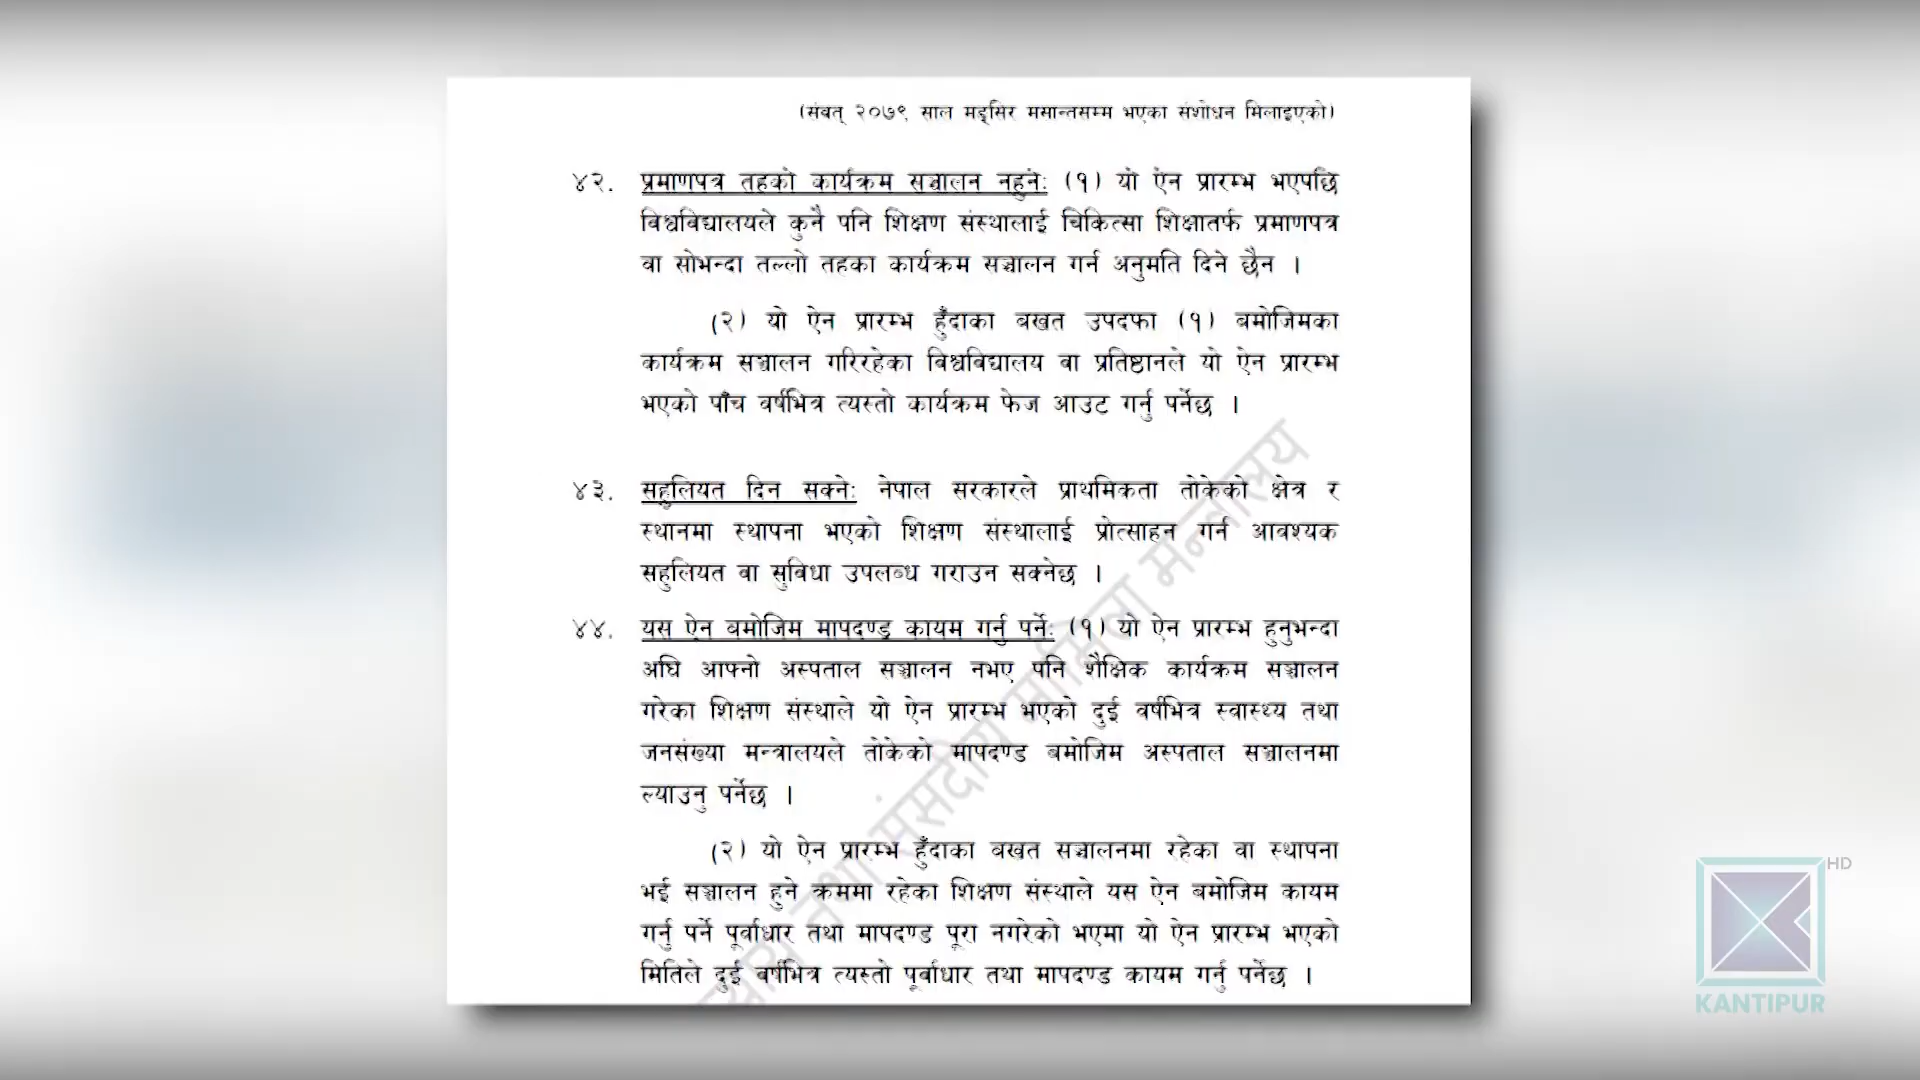 (संवत् २०७९ साल मङ्सिर मसान्तसम्म भएका संशोधन मिलाइएको)
४२. प्रमाणपत्र तहको कार्यक्रम सञ्चालन नहुने: (१) यो ऐन प्रारम्भ भएपछि
विश्वविद्यालयले कुनै पनि शिक्षण संस्थालाई चिकित्सा शिक्षातर्फ प्रमाणपत्र
वा सोभन्दा तल्लो तहका कार्यक्रम सञ्चालन गर्न अनुमति दिने छैन ।
(२) यो ऐन प्रारम्भ हुँदाका बखत उपदफा (१) बमोजिमका
कार्यक्रम सञ्चालन गरिरहेका विश्वविद्यालय वा प्रतिष्ठानले यो ऐन प्रारम्भ
भएको पाँच वर्षभित्र त्यस्तो कार्यक्रम फेज आउट गर्नु पर्नेछ ।
४३. सहुलियत दिन सक्ने: नेपाल सरकारले प्राथमिकता तोकेको क्षेत्र र
स्थानमा स्थापना भएको शिक्षण संस्थालाई प्रोत्साहन गर्न आवश्यक
सहुलियत वा सुविधा उपलब्ध गराउन सक्नेछ ।
४४. यस ऐन बमोजिम मापदण्ड कायम गर्नु पर्ने: (१) यो ऐन प्रारम्भ हुनुभन्दा
अघि आफ्नो अस्पताल सञ्चालन नभए पनि शैक्षिक कार्यक्रम सञ्चालन
गरेका शिक्षण संस्थाले यो ऐन प्रारम्भ भएको दुई वर्षभित्र स्वास्थ्य तथा
जनसंख्या मन्त्रालयले तोकेको मापदण्ड बमोजिम अस्पताल सञ्चालनमा
ल्याउनु पर्नेछ ।
(२) यो ऐन प्रारम्भ हुँदाका बखत सञ्चालनमा रहेका वा स्थापना
भई सञ्चालन हुने क्रममा रहेका शिक्षण संस्थाले यस ऐन बमोजिम कायम
गर्नु पर्ने पूर्वाधार तथा मापदण्ड पूरा नगरेको भएमा यो ऐन प्रारम्भ भएको
मितिले दुई वर्षभित्र त्यस्तो पूर्वाधार तथा मापदण्ड कायम गर्नु पर्नेछ ।
तथा संसदीय मामिला मन्त्रालय
HD
KANTIPUR